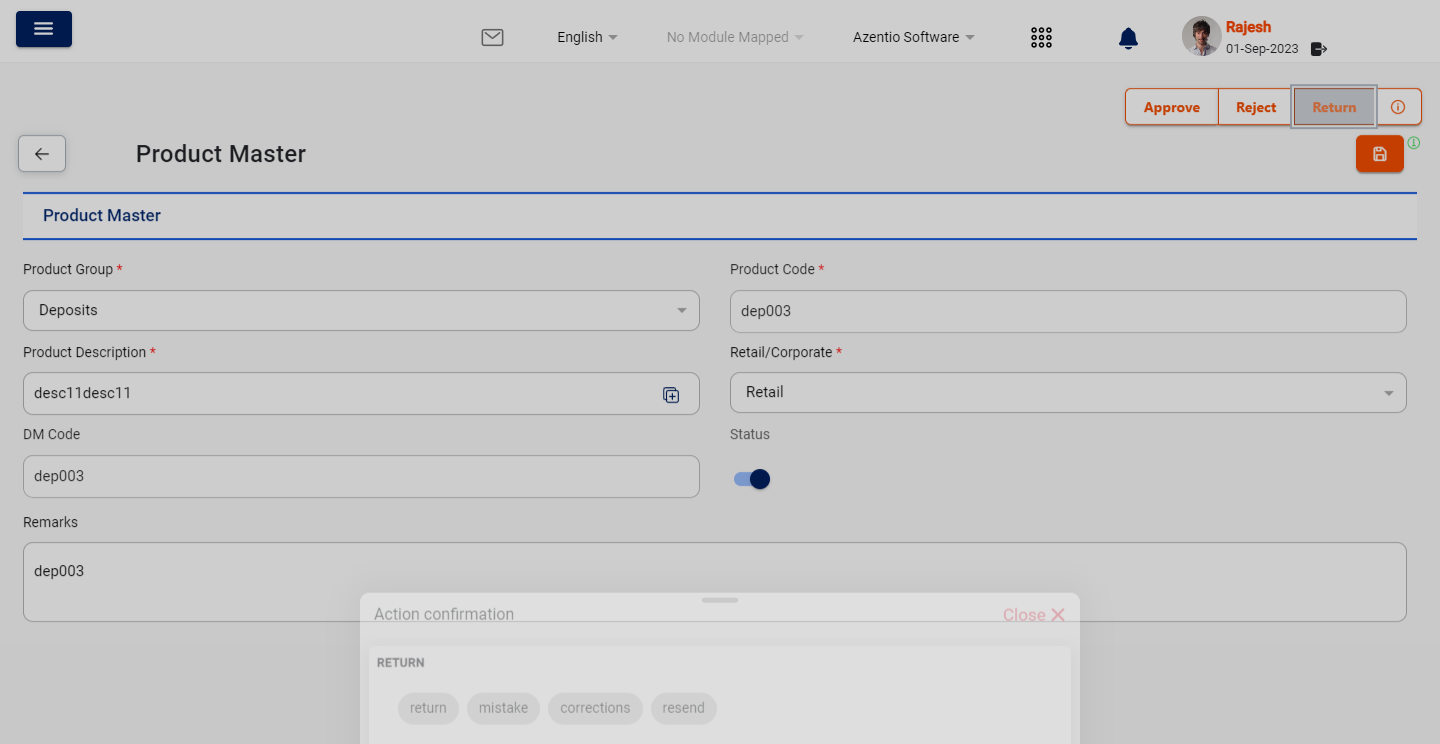 English
No Module Mapped
Azentio Software
Rajesh
01-Sep-2023
Approve
Reject
Return
Product Master
Product Master
Product Group *
Product Code *
Deposits
dep003
Product Description *
Retail/Corporate *
desc11desc11
Retail
DM Code
Status
dep003
Remarks
dep003
Action confirmation
Close
RETURN
return
mistake
corrections
resend